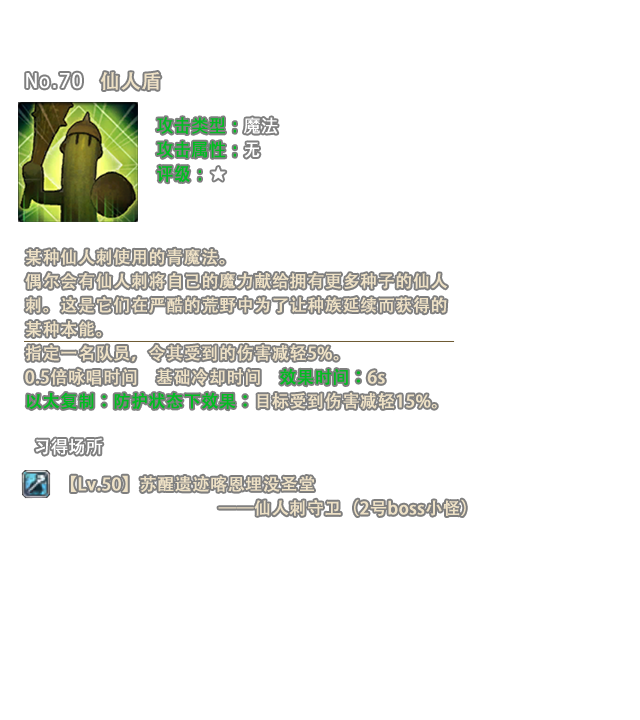 No.70 仙人盾
攻击类型：魔法
攻击属性：无
评级：☆
某种仙人刺使用的青魔法。
偶尔会有仙人刺将自己的魔力献给拥有更多种子的仙人
刺。这是它们在严酷的荒野中为了让种族延续而获得的
某种本能。
指定一名队员，令其受到的伤害减轻5%。
0.5倍咏唱时间 基础冷却时间 效果时间：6s
以太复制：防护状态下效果：目标受到伤害减轻15%。
习得场所
【Lv.50】苏醒遗迹喀恩埋没圣堂
——仙人刺守卫（2号boss小怪）